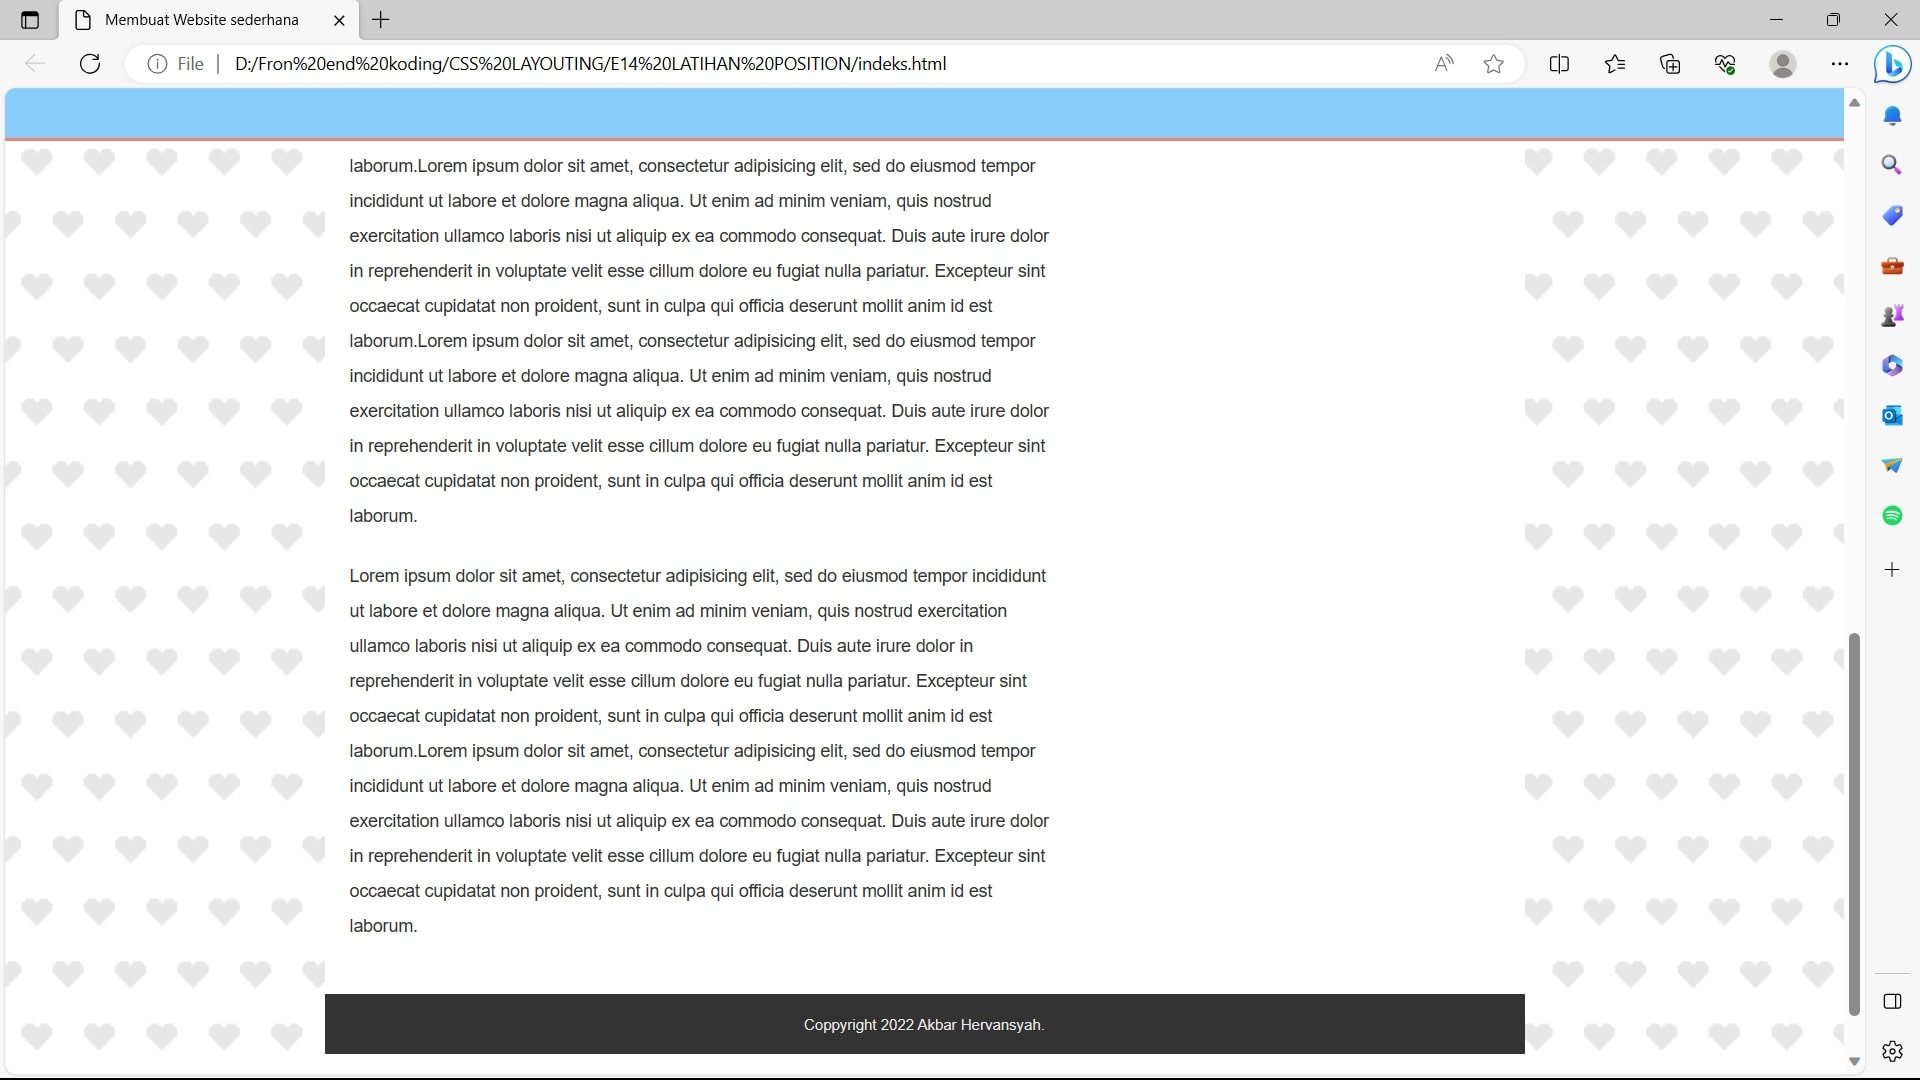 Membuat Website sederhana
File
D:/Fron%20end%20koding/CSS%20LAYOUTING/E14%20LATIHAN%20POSITION/indeks.html
laborum.Lorem ipsum dolor sit amet, consectetur adipisicing elit, sed do eiusmod tempor
incididunt ut labore et dolore magna aliqua. Ut enim ad minim veniam, quis nostrud
exercitation ullamco laboris nisi ut aliquip ex ea commodo consequat. Duis aute irure dolor
in reprehenderit in voluptate velit esse cillum dolore eu fugiat nulla pariatur. Excepteur sint
occaecat cupidatat non proident, sunt in culpa qui officia deserunt mollit anim id est
laborum.Lorem ipsum dolor sit amet, consectetur adipisicing elit, sed do eiusmod tempor
incididunt ut labore et dolore magna aliqua. Ut enim ad minim veniam, quis nostrud
exercitation ullamco laboris nisi ut aliquip ex ea commodo consequat. Duis aute irure dolor
in reprehenderit in voluptate velit esse cillum dolore eu fugiat nulla pariatur. Excepteur sint
occaecat cupidatat non proident, sunt in culpa qui officia deserunt mollit anim id est
laborum.
Lorem ipsum dolor sit amet, consectetur adipisicing elit, sed do eiusmod tempor incididunt
ut labore et dolore magna aliqua. Ut enim ad minim veniam, quis nostrud exercitation
ullamco laboris nisi ut aliquip ex ea commodo consequat. Duis aute irure dolor in
reprehenderit in voluptate velit esse cillum dolore eu fugiat nulla pariatur. Excepteur sint
occaecat cupidatat non proident, sunt in culpa qui officia deserunt mollit anim id est
laborum.Lorem ipsum dolor sit amet, consectetur adipisicing elit, sed do eiusmod tempor
incididunt ut labore et dolore magna aliqua. Ut enim ad minim veniam, quis nostrud
exercitation ullamco laboris nisi ut aliquip ex ea commodo consequat. Duis aute irure dolor
in reprehenderit in voluptate velit esse cillum dolore eu fugiat nulla pariatur. Excepteur sint
occaecat cupidatat non proident, sunt in culpa qui officia deserunt mollit anim id est
laborum.
Coppyright 2022 Akbar Hervansyah.